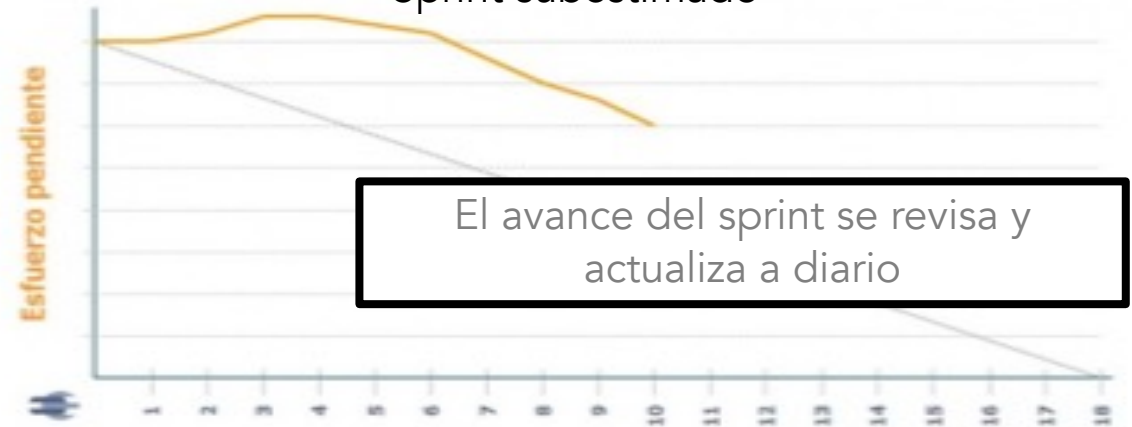 Sprint subestimado
Esfuerzo pendiente
El avance del sprint se revisa y
actualiza a diario
1 2 3 4 5 6 7 8 9 10 11 12 13 14 15 16 17 18